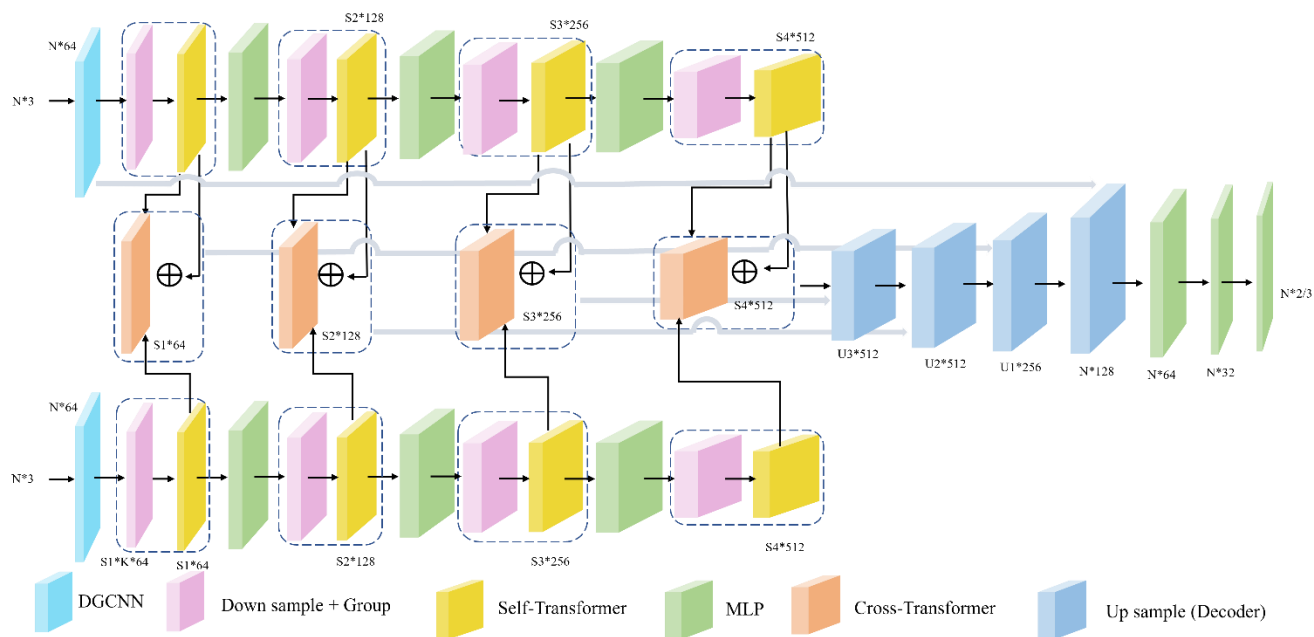 N*64
S2*128
S3*256
S4*512
N*3
S1*64
S2*128
S3*256
S4*512
U3*512
U2*512
U1*256
N*128
N*64
N*32
N*2/3
N*64
N*3
S1*K*64
S1*64
S2*128
S3*256
S4*512
DGCNN
Down sample + Group
Self-Transformer
MLP
Cross-Transformer
Up sample (Decoder)